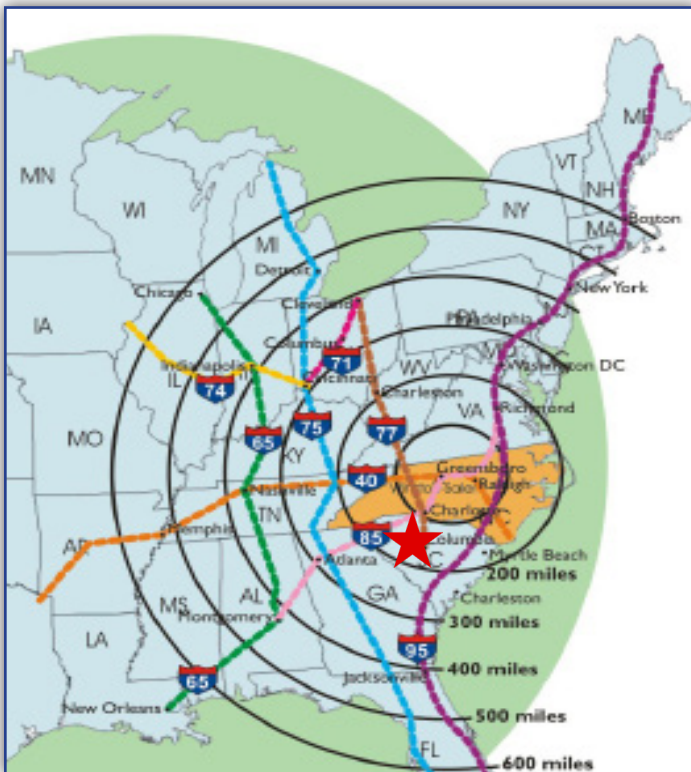 ME
VT
MN
NH
WI
NY
Boston
MA
MI
CT
Detroit
Chicago
New York
Cleveland
Philadelphia
PA
IA
Columbus
MD
WV
Washington DC
71
Indianapolis
IL
74
Cincinnati
Charleston
VA
Richmond
75
77
MO
65
KY
40
Greensboro
Raleigh
Nashville
TN
Charlotte
Memphis
85
Columbia
AR
Myrtle Beach
Atlanta
200 miles
MS
AL
GA
Charleston
Montgomery
300 miles
LA
95
400 miles
65
Jacksonville
New Orleans
500 miles
FL
600 miles